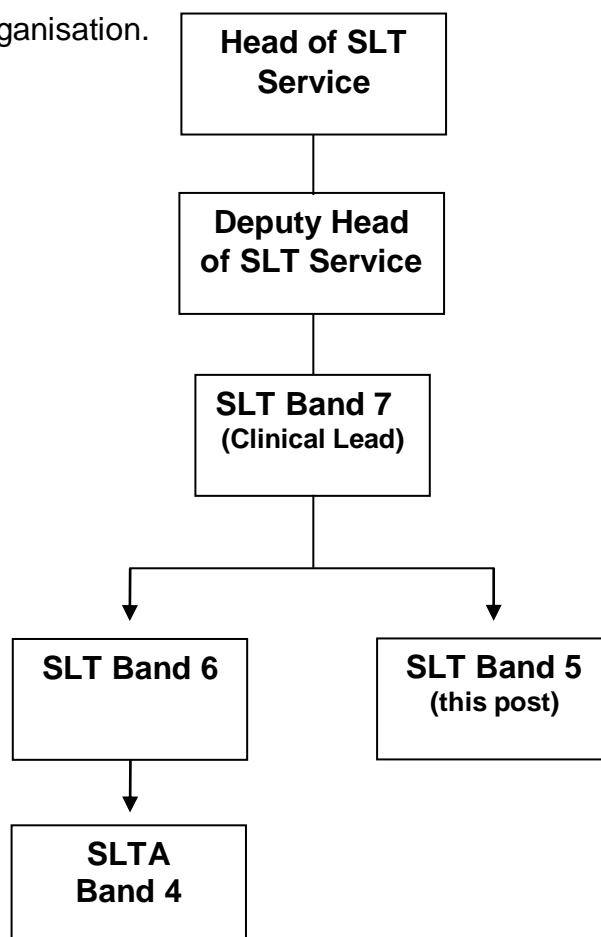 ganisation.
Head of SLT
Service
Deputy Head
of SLT Service
SLT Band 7
(Clinical Lead)
SLT Band 6
SLT Band 5
(this post)
SLTA
Band 4